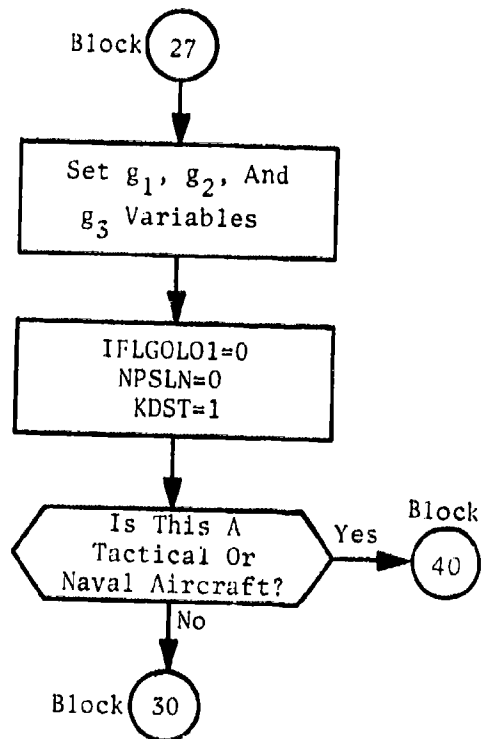 Block 27
Set g1, g2, And
g3 Variables
IFLGOLO1=0
NPSLN=0
KDST=1
Is This A
Tactical Or
Naval Aircraft?
Yes
Block
40
No
Block 30